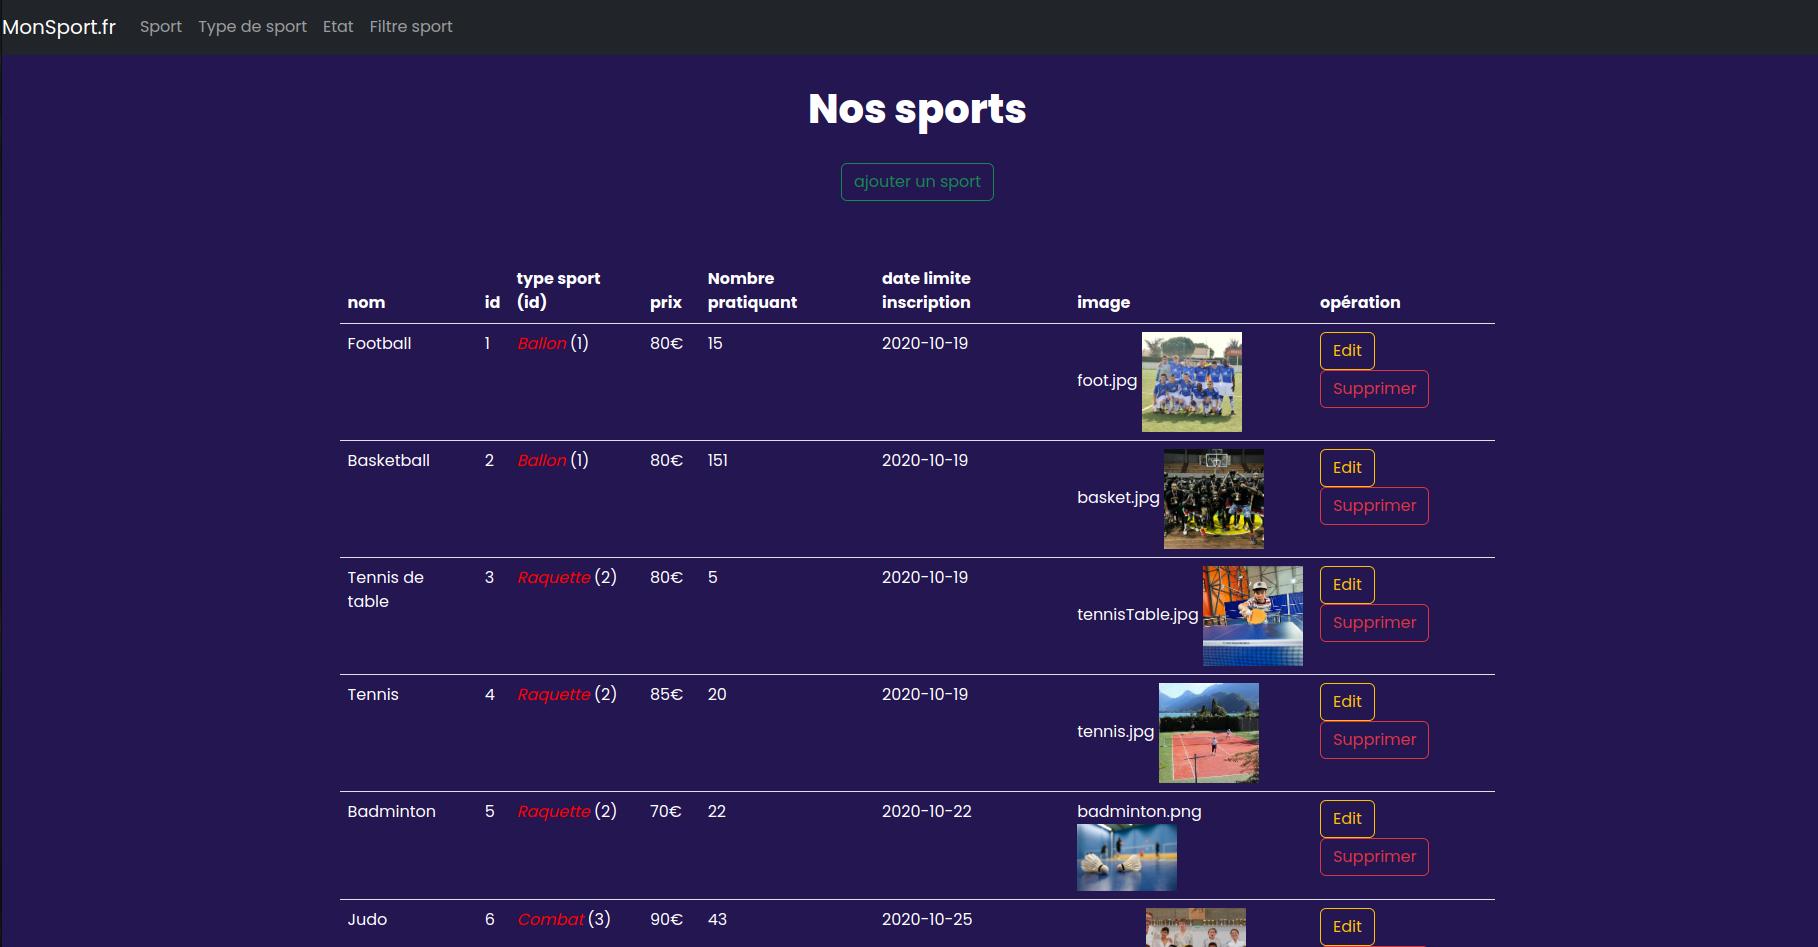 MonSport.fr Sport Type de sport Etat Filtre sport
Nos sports
ajouter un sport
nom id type sport (id) prix Nombre pratiquant date limite inscription image opération
Football 1 Ballon (1) 80€ 15 2020-10-19 foot.jpg Edit
Supprimer
Basketball 2 Ballon (1) 80€ 151 2020-10-19 basket.jpg Edit
Supprimer
Tennis de table 3 Raquette (2) 80€ 5 2020-10-19 tennisTable.jpg Edit
Supprimer
Tennis 4 Raquette (2) 85€ 20 2020-10-19 tennis.jpg Edit
Supprimer
Badminton 5 Raquette (2) 70€ 22 2020-10-22 badminton.png Edit
Supprimer
Judo 6 Combat (3) 90€ 43 2020-10-25 Edit